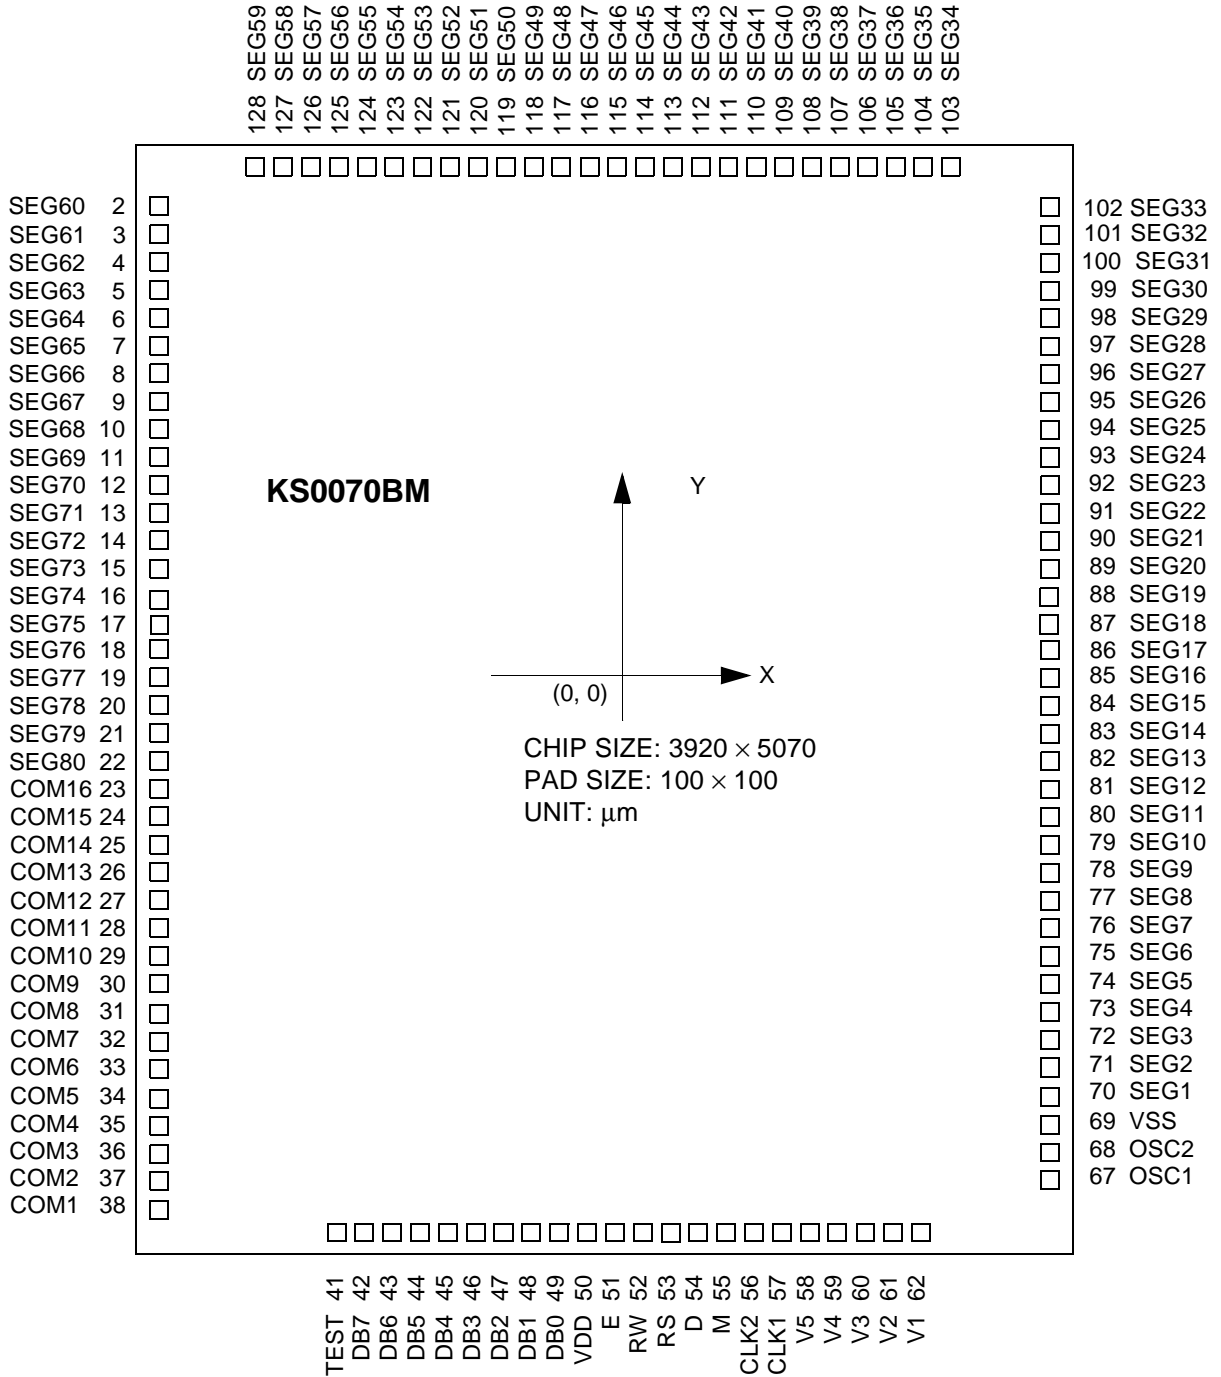 128 SEG59
127 SEG58
126 SEG57
125 SEG56
124 SEG55
123 SEG54
122 SEG53
121 SEG52
120 SEG51
119 SEG50
118 SEG49
117 SEG48
116 SEG47
115 SEG46
114 SEG45
113 SEG44
112 SEG43
111 SEG42
110 SEG41
109 SEG40
108 SEG39
107 SEG38
106 SEG37
105 SEG36
104 SEG35
103 SEG34
SEG60 2
SEG61 3
SEG62 4
SEG63 5
SEG64 6
SEG65 7
SEG66 8
SEG67 9
SEG68 10
SEG69 11
SEG70 12
SEG71 13
SEG72 14
SEG73 15
SEG74 16
SEG75 17
SEG76 18
SEG77 19
SEG78 20
SEG79 21
SEG80 22
COM16 23
COM15 24
COM14 25
COM13 26
COM12 27
COM11 28
COM10 29
COM9 30
COM8 31
COM7 32
COM6 33
COM5 34
COM4 35
COM3 36
COM2 37
COM1 38
KS0070BM
Y
X
(0, 0)
CHIP SIZE: 3920 × 5070
PAD SIZE: 100 × 100
UNIT: μm
102 SEG33
101 SEG32
100 SEG31
99 SEG30
98 SEG29
97 SEG28
96 SEG27
95 SEG26
94 SEG25
93 SEG24
92 SEG23
91 SEG22
90 SEG21
89 SEG20
88 SEG19
87 SEG18
86 SEG17
85 SEG16
84 SEG15
83 SEG14
82 SEG13
81 SEG12
80 SEG11
79 SEG10
78 SEG9
77 SEG8
76 SEG7
75 SEG6
74 SEG5
73 SEG4
72 SEG3
71 SEG2
70 SEG1
69 VSS
68 OSC2
67 OSC1
TEST 41
DB7 42
DB6 43
DB5 44
DB4 45
DB3 46
DB2 47
DB1 48
DB0 49
VDD 50
E 51
RW 52
RS 53
D 54
M 55
CLK2 56
CLK1 57
V5 58
V4 59
V3 60
V2 61
V1 62